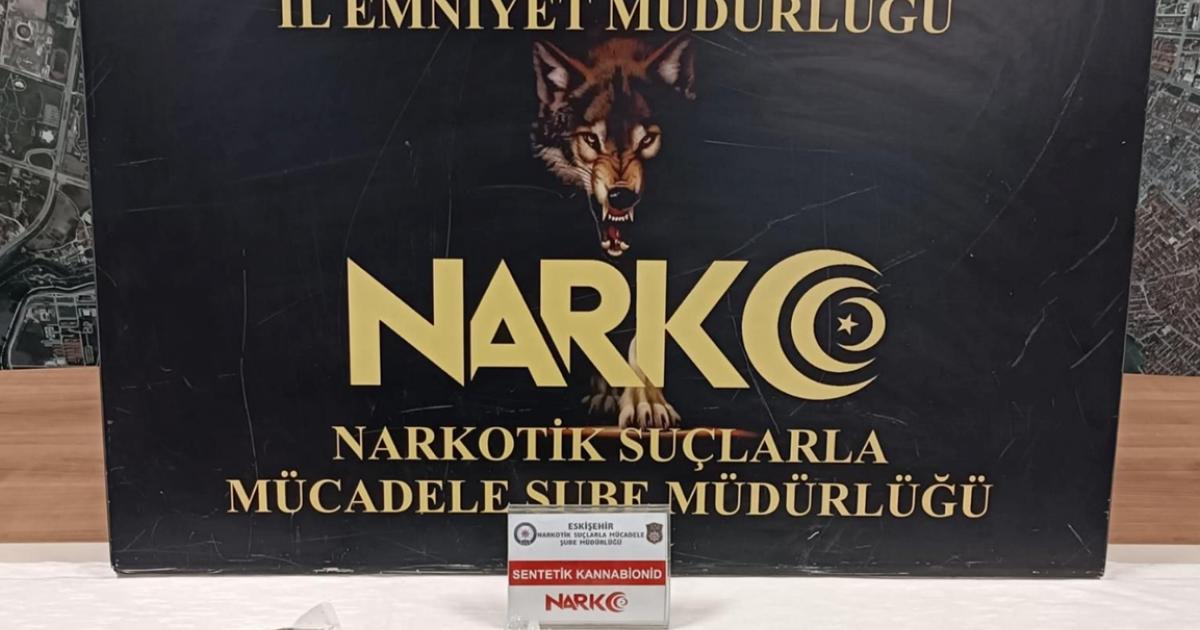 İL EMNİYET MÜDÜRLÜĞÜ
NARKO
NARKOTİK SUÇLARLA
MÜCADELE ŞUBE MÜDÜRLÜĞÜ
ESKİŞEHİR
NARKOTİK SUÇLARLA MÜCADELE
ŞUBE MÜDÜRLÜĞÜ
SENTETİK KANNABİONİD
NARKO